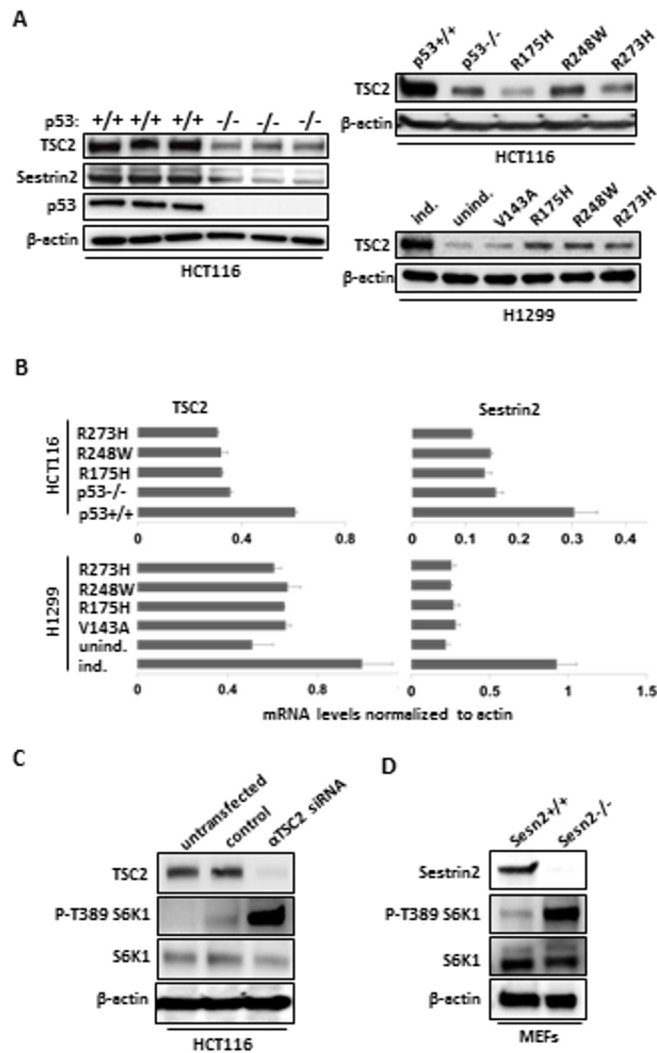 A
p53: +/+ +/+ +/+ -/- -/- -/-
TSC2
Sestrin2
p53
β-actin
HCT116
p53+/+ p53-/- R175H R248W R273H
TSC2
β-actin
HCT116
ind. unind. V143A R175H R248W R273H
TSC2
β-actin
H1299
B
TSC2 Sestrin2
HCT116
R273H
R248W
R175H
p53-/-
p53+/+
0 0.4 0.8 0 0.1 0.2 0.3 0.4
H1299
R273H
R248W
R175H
V143A
unind.
ind.
0 0.4 0.8 0 0.5 1 1.5
mRNA levels normalized to actin
C
untransfected control αTSC2 siRNA
TSC2
P-T389 S6K1
S6K1
β-actin
HCT116
D
Sesn2+/+ Sesn2-/-
Sestrin2
P-T389 S6K1
S6K1
β-actin
MEFs